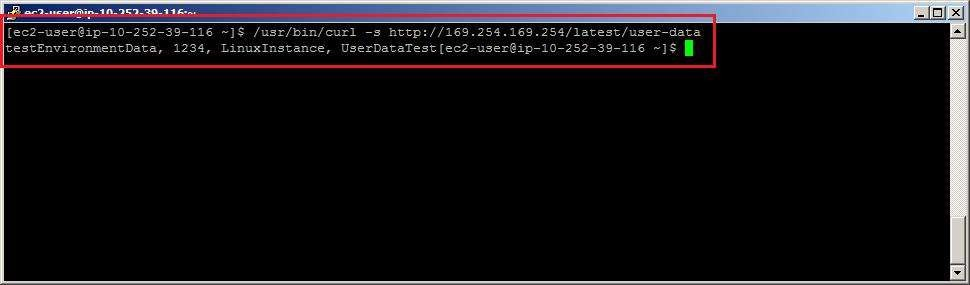 ec2-user@ip-10-252-39-116:~
[ec2-user@ip-10-252-39-116 ~]$ /usr/bin/curl -s http://169.254.169.254/latest/user-data
testEnvironmentData, 1234, LinuxInstance, UserDataTest[ec2-user@ip-10-252-39-116 ~]$